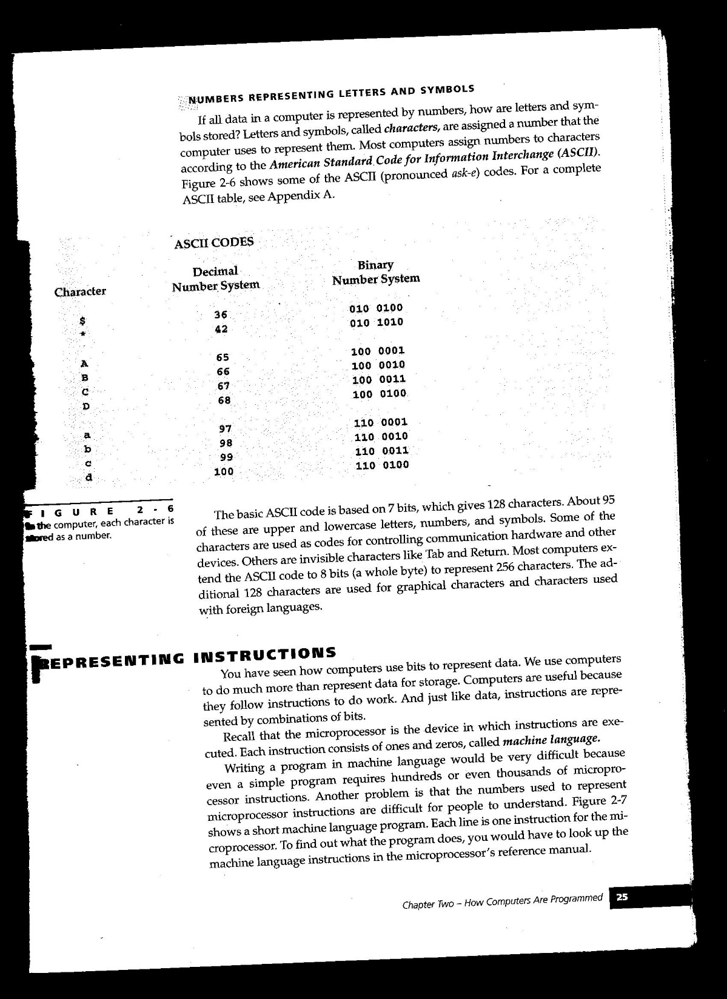 NUMBERS REPRESENTING LETTERS AND SYMBOLS
If all data in a computer is represented by numbers, how are letters and sym-
bols stored? Letters and symbols, called characters, are assigned a number that the
computer uses to represent them. Most computers assign numbers to characters
according to the American Standard Code for Information Interchange (ASCII).
Figure 2-6 shows some of the ASCII (pronounced ask-e) codes. For a complete
ASCII table, see Appendix A.
ASCII CODES
Decimal Binary
Character Number System Number System
$ 36 010 0100
* 42 010 1010
A 65 100 0001
B 66 100 0010
C 67 100 0011
D 68 100 0100
a 97 110 0001
b 98 110 0010
c 99 110 0011
d 100 110 0100
FIGURE 2-6
In the computer, each character is
stored as a number.
The basic ASCII code is based on 7 bits, which gives 128 characters. About 95
of these are upper and lowercase letters, numbers, and symbols. Some of the
characters are used as codes for controlling communication hardware and other
devices. Others are invisible characters like Tab and Return. Most computers ex-
tend the ASCII code to 8 bits (a whole byte) to represent 256 characters. The ad-
ditional 128 characters are used for graphical characters and characters used
with foreign languages.
REPRESENTING INSTRUCTIONS
You have seen how computers use bits to represent data. We use computers
to do much more than represent data for storage. Computers are useful because
they follow instructions to do work. And just like data, instructions are repre-
sented by combinations of bits.
Recall that the microprocessor is the device in which instructions are exe-
cuted. Each instruction consists of ones and zeros, called machine language.
Writing a program in machine language would be very difficult because
even a simple program requires hundreds or even thousands of micropro-
cessor instructions. Another problem is that the numbers used to represent
microprocessor instructions are difficult for people to understand. Figure 2-7
shows a short machine language program. Each line is one instruction for the mi-
croprocessor. To find out what the program does, you would have to look up the
machine language instructions in the microprocessor's reference manual.
Chapter Two – How Computers Are Programmed 25